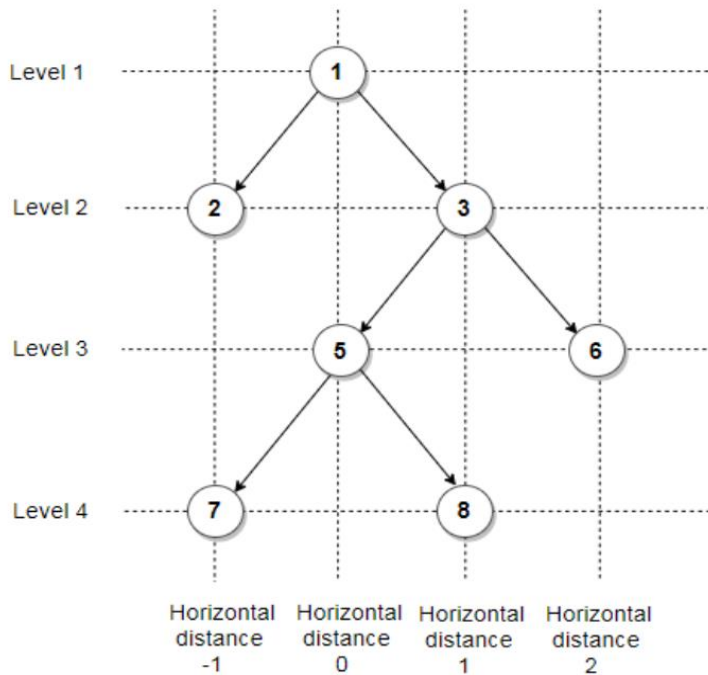 Level 1
1
Level 2
2
3
Level 3
5
6
Level 4
7
8
Horizontal distance -1
Horizontal distance 0
Horizontal distance 1
Horizontal distance 2